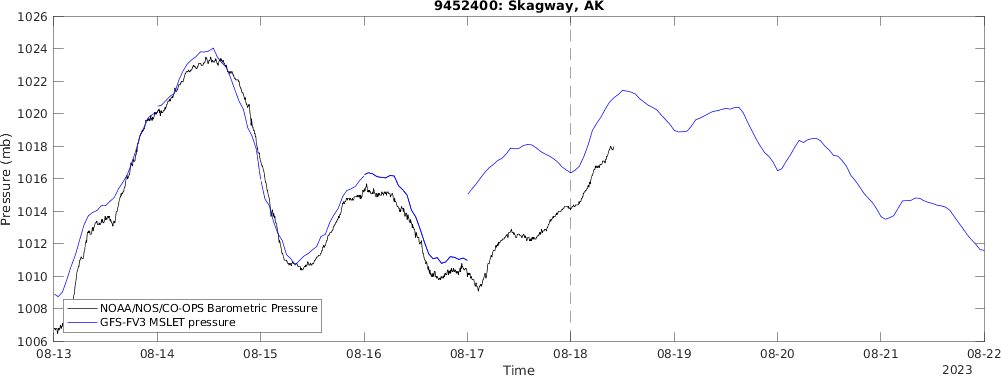 9452400: Skagway, AK
1026
1024
1022
1020
1018
1016
1014
1012
1010
1008
1006
Pressure (mb)
NOAA/NOS/CO-OPS Barometric Pressure
GFS-FV3 MSLET pressure
08-13 08-14 08-15 08-16 08-17 08-18 08-19 08-20 08-21 08-22
Time
2023